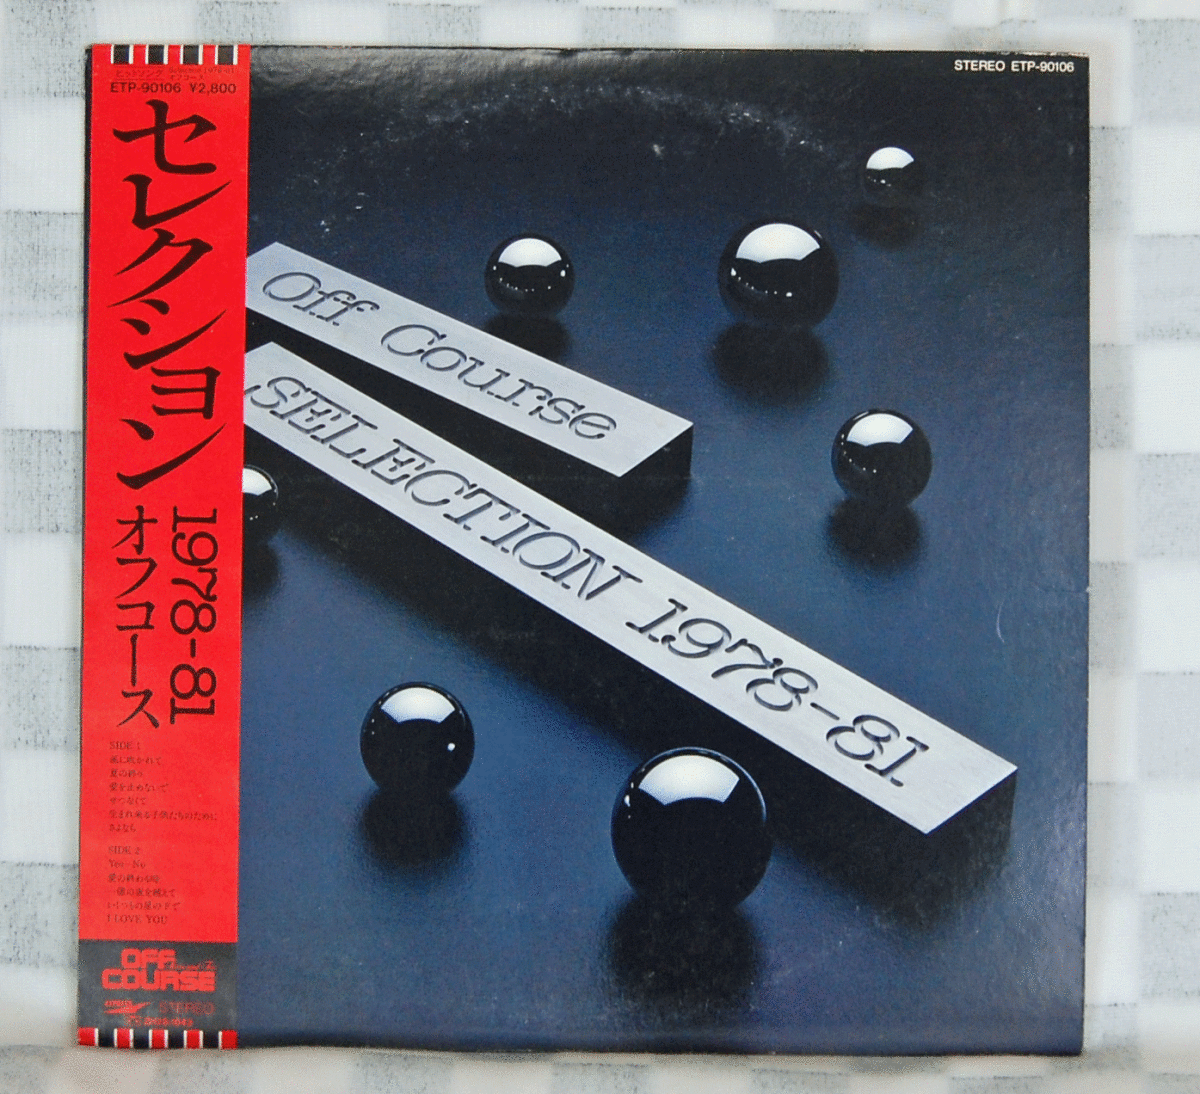 STEREO ETP-90106
ETP-90106 ¥2,800
セレクション
1978-81
オフコース
SIDE 1
風に吹かれて
夏の終り
愛を止めないで
せつなくて
生まれ来る子供たちのために
さよなら
SIDE 2
Yes-No
愛の終わる時
一億の夜を越えて
いくつもの星の下で
I LOVE YOU
OFF
COURSE
STEREO
Off Course
SELECTION 1978-81